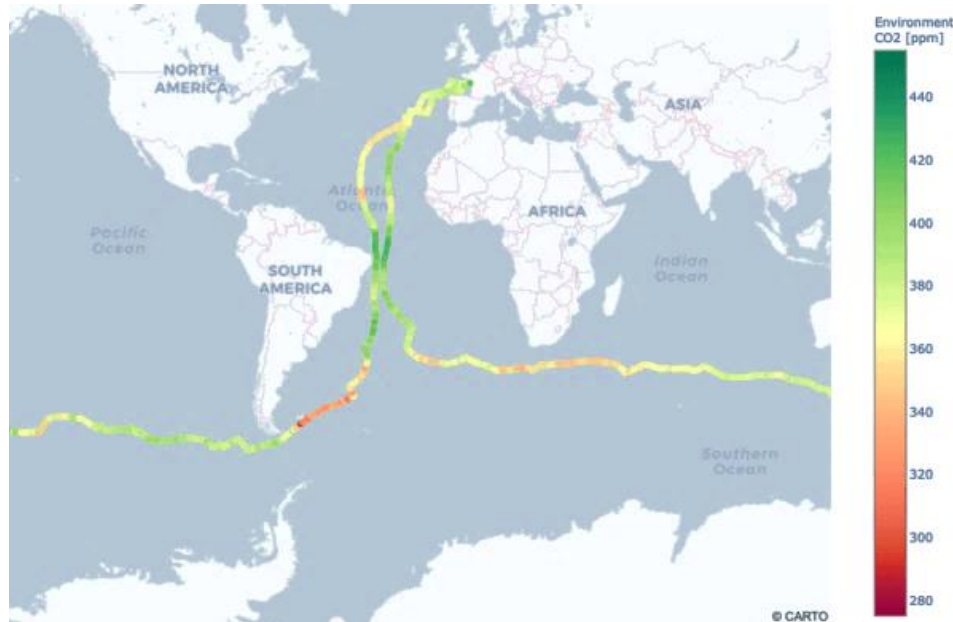 Environment
CO2 [ppm]
NORTH
AMERICA
ASIA
Atlantic
Ocean
AFRICA
Pacific
Ocean
SOUTH
AMERICA
Indian
Ocean
Southern
Ocean
© CARTO
440
420
400
380
360
340
320
300
280